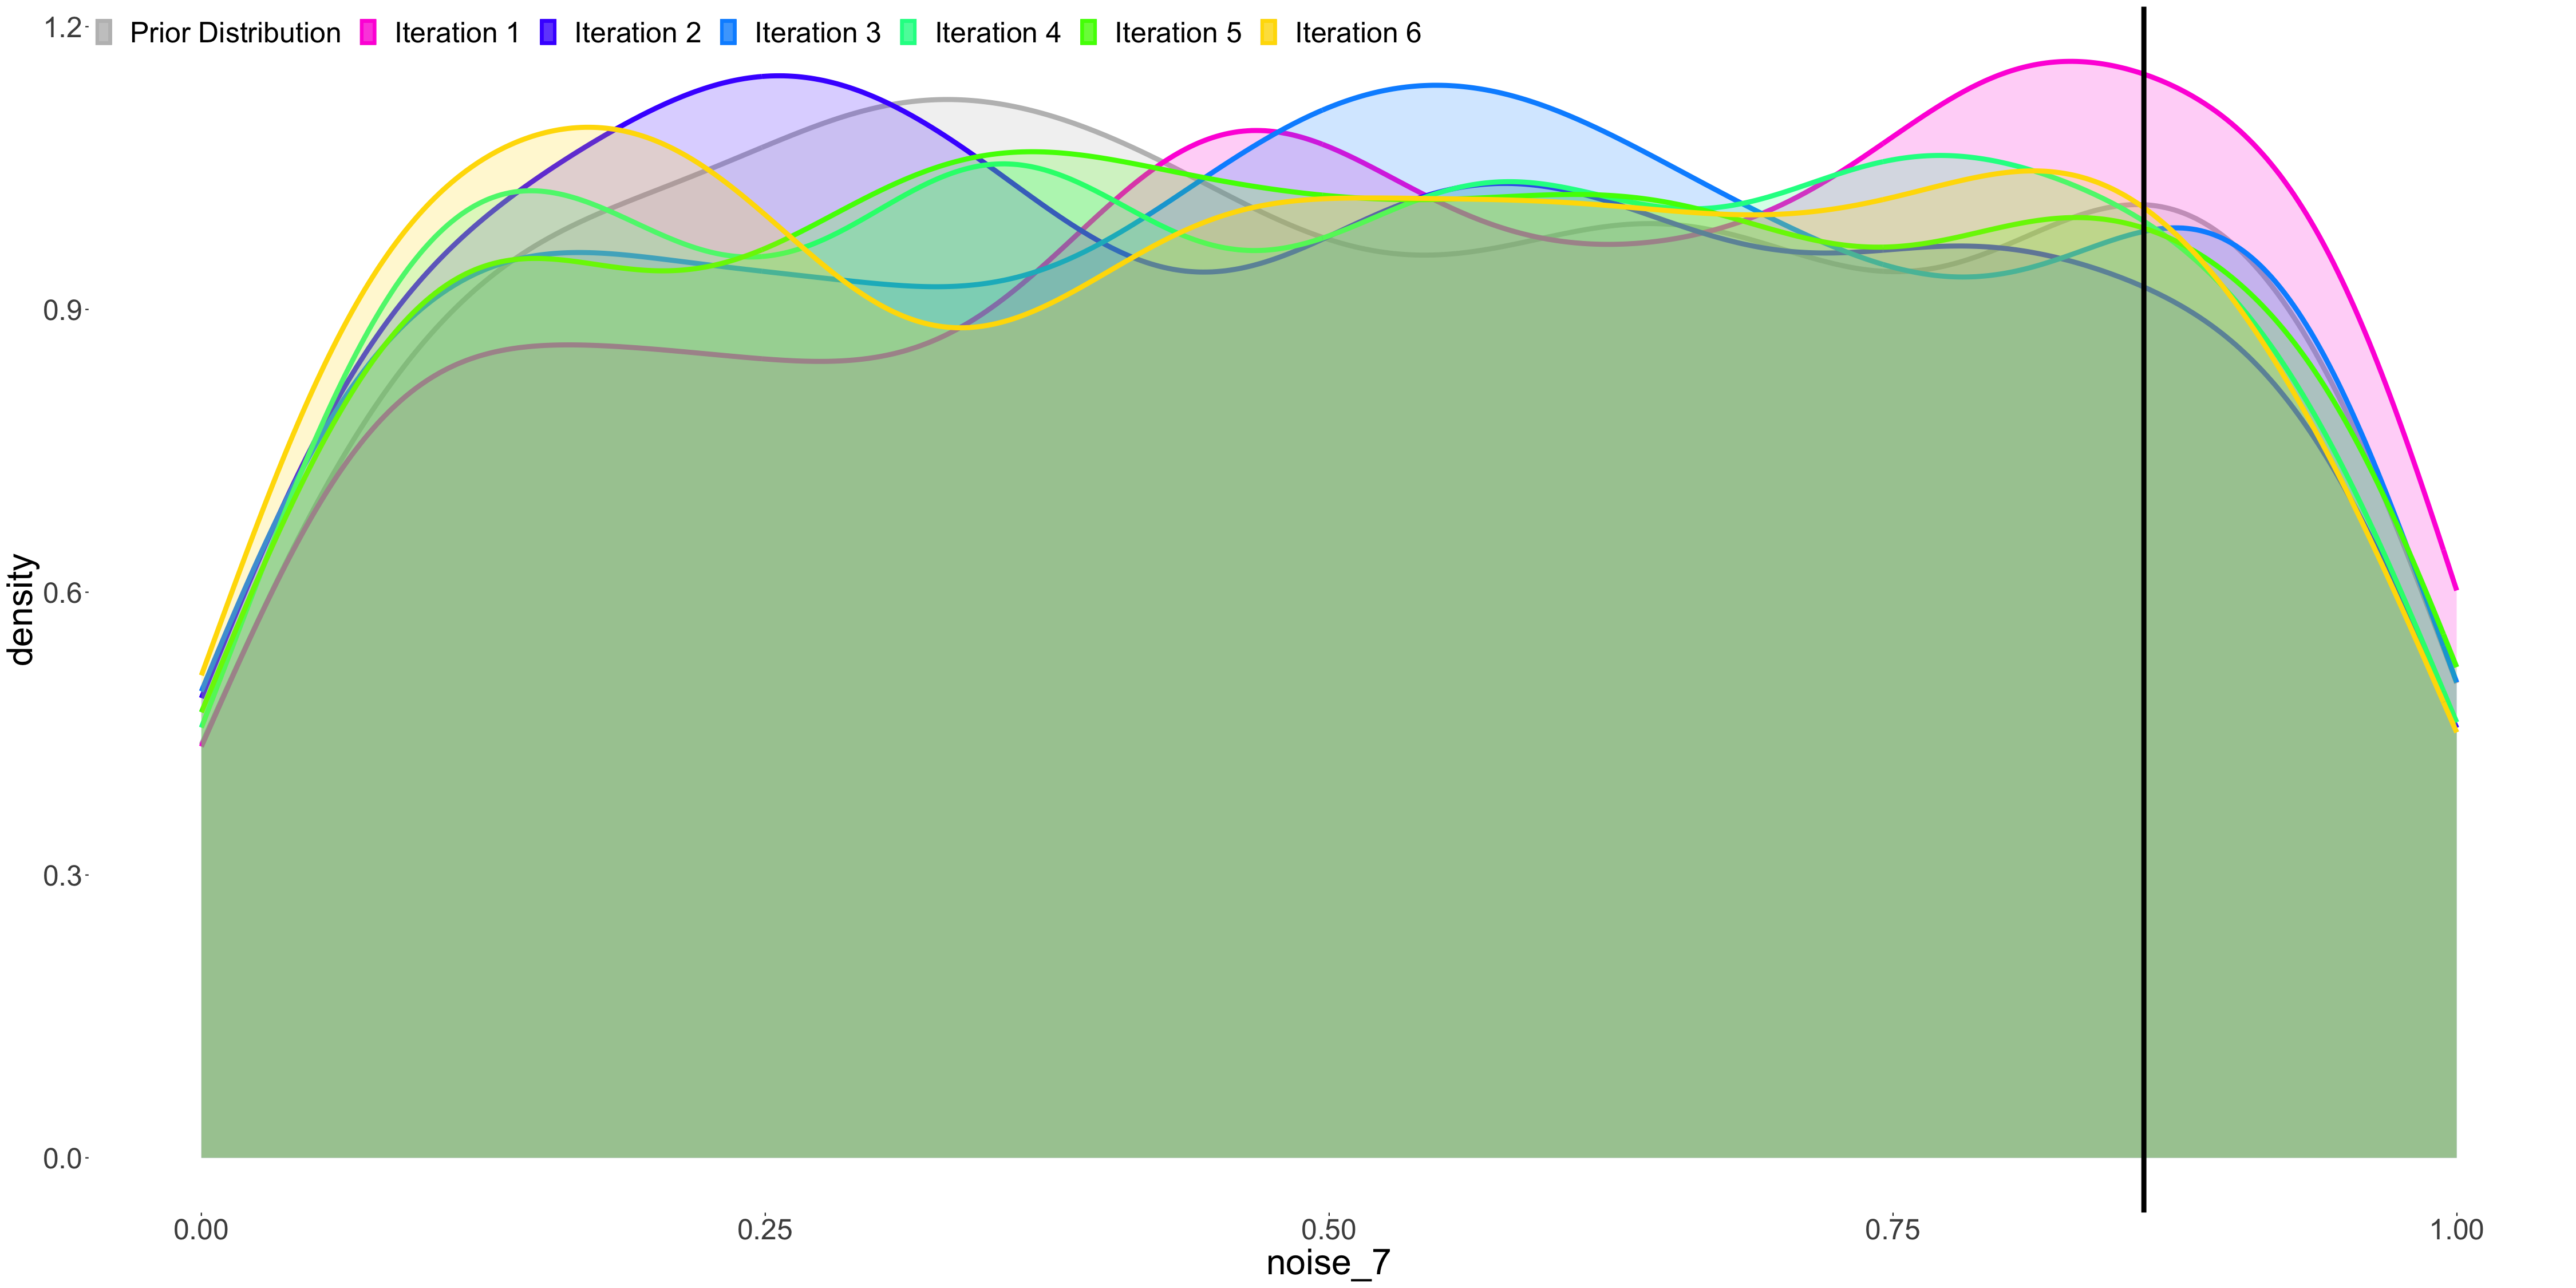 Prior Distribution Iteration 1 Iteration 2 Iteration 3 Iteration 4 Iteration 5 Iteration 6
1.2
0.9
0.6
0.3
0.0
density
0.00 0.25 0.50 0.75 1.00
noise_7